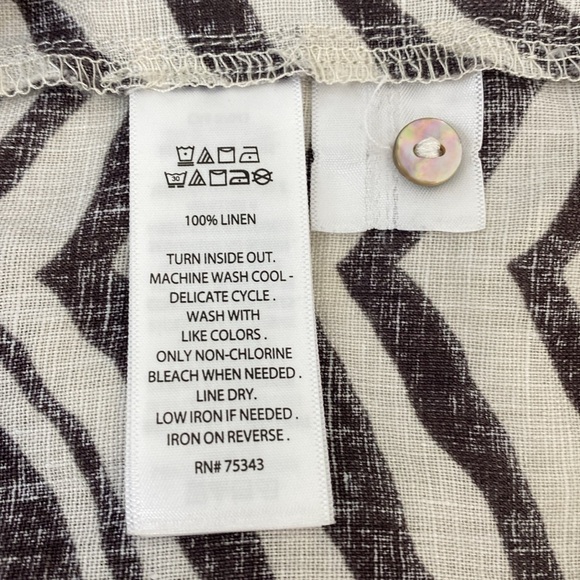 30
100% LINEN
TURN INSIDE OUT.
MACHINE WASH COOL -
DELICATE CYCLE .
WASH WITH
LIKE COLORS .
ONLY NON-CHLORINE
BLEACH WHEN NEEDED .
LINE DRY.
LOW IRON IF NEEDED .
IRON ON REVERSE .
RN# 75343